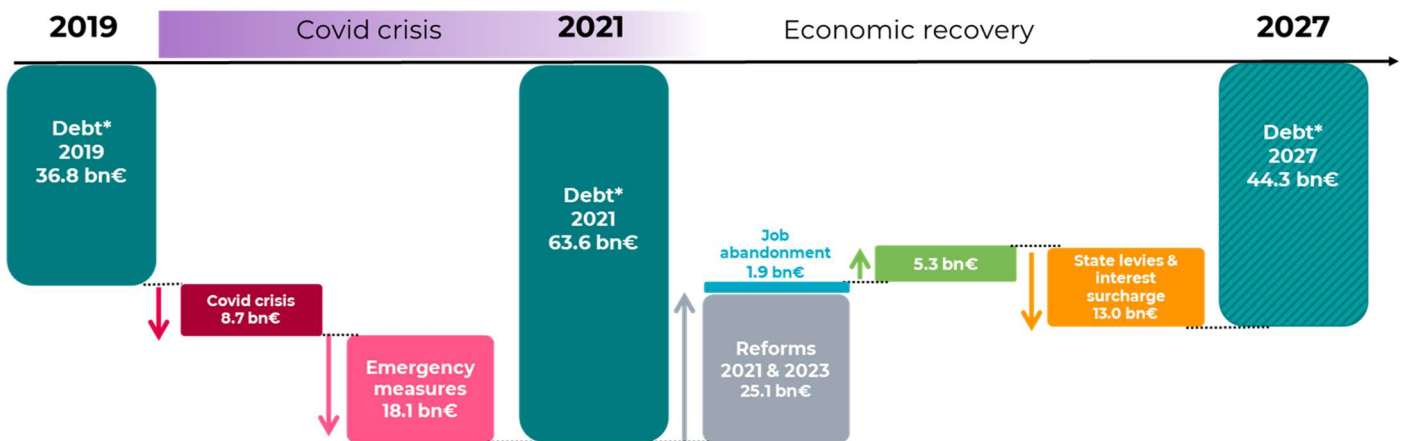 2019
Covid crisis
2021
Economic recovery
2027
Debt*
2019
36.8 bn€
Covid crisis
8.7 bn€
Emergency
measures
18.1 bn€
Debt*
2021
63.6 bn€
Job
abandonment
1.9 bn€
Reforms
2021 & 2023
25.1 bn€
5.3 bn€
State levies &
interest
surcharge
13.0 bn€
Debt*
2027
44.3 bn€